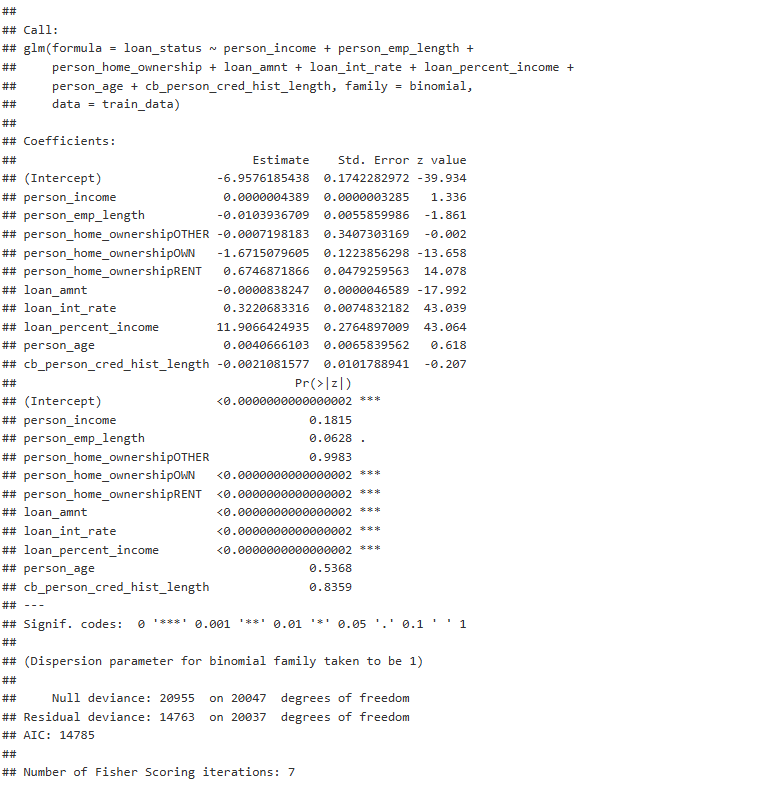 ##
## Call:
## glm(formula = loan_status ~ person_income + person_emp_length +
##     person_home_ownership + loan_amnt + loan_int_rate + loan_percent_income +
##     person_age + cb_person_cred_hist_length, family = binomial,
##     data = train_data)
##
## Coefficients:
##                               Estimate    Std. Error z value
## (Intercept)                -6.9576185438  0.1742282972 -39.934
## person_income               0.0000004389  0.0000003285   1.336
## person_emp_length          -0.0103936709  0.0055859986  -1.861
## person_home_ownershipOTHER -0.0007198183  0.3407303169  -0.002
## person_home_ownershipOWN   -1.6715079605  0.1223856298 -13.658
## person_home_ownershipRENT   0.6746871866  0.0479259563  14.078
## loan_amnt                  -0.0000838247  0.0000046589 -17.992
## loan_int_rate               0.3220683316  0.0074832182  43.039
## loan_percent_income        11.9066424935  0.2764897009  43.064
## person_age                  0.0040666103  0.0065839562   0.618
## cb_person_cred_hist_length -0.0021081577  0.0101788941  -0.207
##                                     Pr(>|z|)
## (Intercept)                <0.0000000000000002 ***
## person_income                           0.1815
## person_emp_length                       0.0628 .
## person_home_ownershipOTHER              0.9983
## person_home_ownershipOWN   <0.0000000000000002 ***
## person_home_ownershipRENT  <0.0000000000000002 ***
## loan_amnt                  <0.0000000000000002 ***
## loan_int_rate              <0.0000000000000002 ***
## loan_percent_income        <0.0000000000000002 ***
## person_age                              0.5368
## cb_person_cred_hist_length              0.8359
## ---
## Signif. codes:  0 '***' 0.001 '**' 0.01 '*' 0.05 '.' 0.1 ' ' 1
##
## (Dispersion parameter for binomial family taken to be 1)
##
##     Null deviance: 20955  on 20047  degrees of freedom
## Residual deviance: 14763  on 20037  degrees of freedom
## AIC: 14785
##
## Number of Fisher Scoring iterations: 7